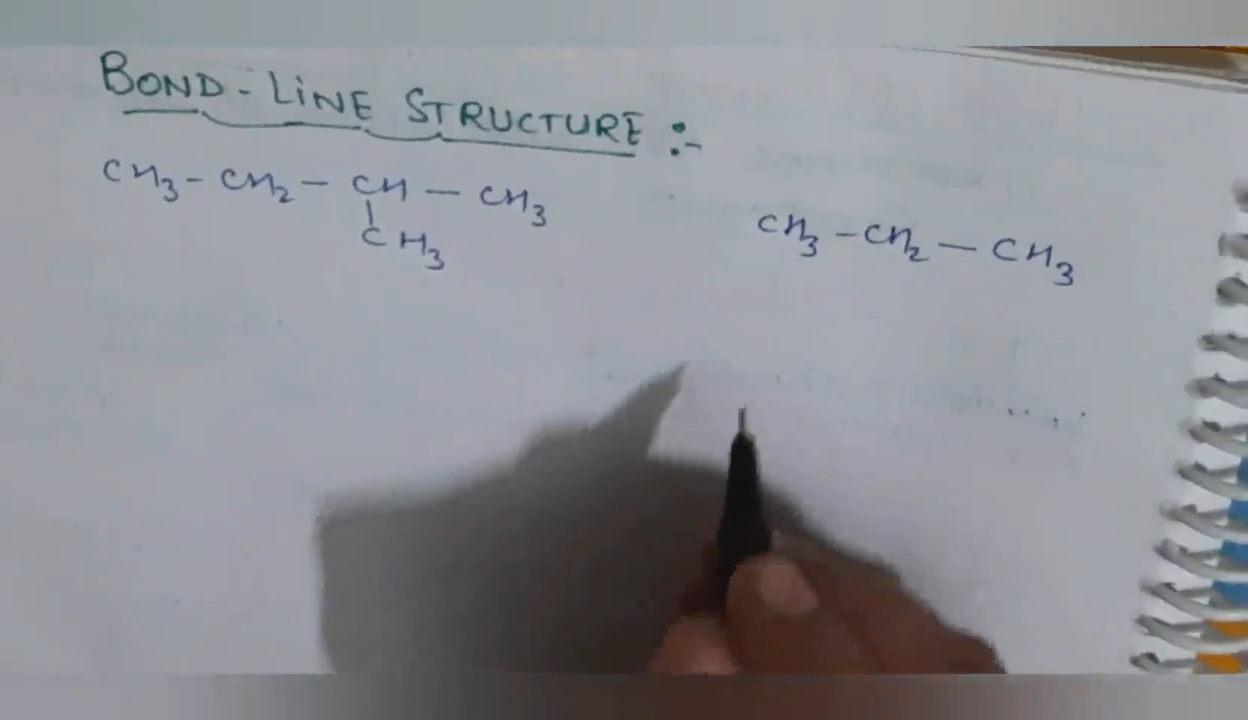 BOND-LINE STRUCTURE :-
CH3 - CH2 - CH - CH3
|
CH3
CH3 - CH2 - CH3